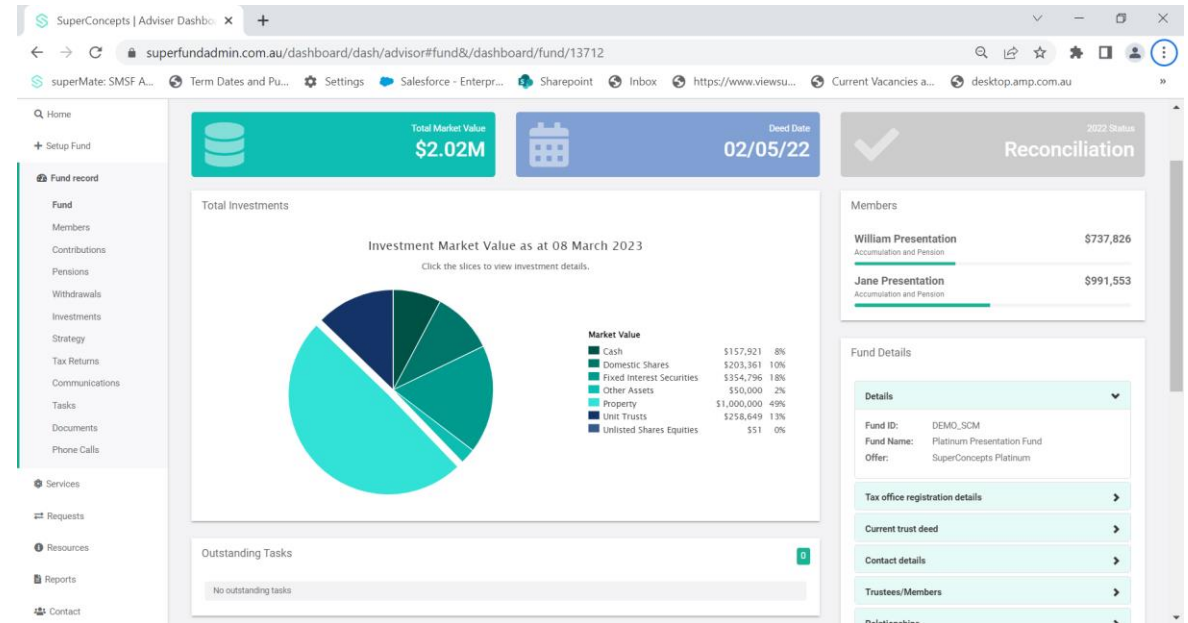 SuperConcepts | Adviser Dashbo
superfundadmin.com.au/dashboard/dash/advisor#fund&/dashboard/fund/13712
superMate: SMSF A... Term Dates and Pu... Settings Salesforce - Enterpr... Sharepoint Inbox https://www.viewsu... Current Vacancies a... desktop.amp.com.au »
Home
Setup Fund
Fund record
Fund
Members
Contributions
Pensions
Withdrawals
Investments
Strategy
Tax Returns
Communications
Tasks
Documents
Phone Calls
Services
Requests
Resources
Reports
Contact
Total Market Value
$2.02M
Deed Date
02/05/22
2022 Status
Reconciliation
Total Investments
Investment Market Value as at 08 March 2023
Click the slices to view investment details.
Market Value
Cash $157,921 8%
Domestic Shares $203,361 10%
Fixed Interest Securities $354,796 18%
Other Assets $50,000 2%
Property $1,000,000 49%
Unit Trusts $258,649 13%
Unlisted Shares Equities $51 0%
Outstanding Tasks 0
No outstanding tasks
Members
William Presentation $737,826
Accumulation and Pension
Jane Presentation $991,553
Accumulation and Pension
Fund Details
Details
Fund ID: DEMO_SCM
Fund Name: Platinum Presentation Fund
Offer: SuperConcepts Platinum
Tax office registration details
Current trust deed
Contact details
Trustees/Members
Relationships